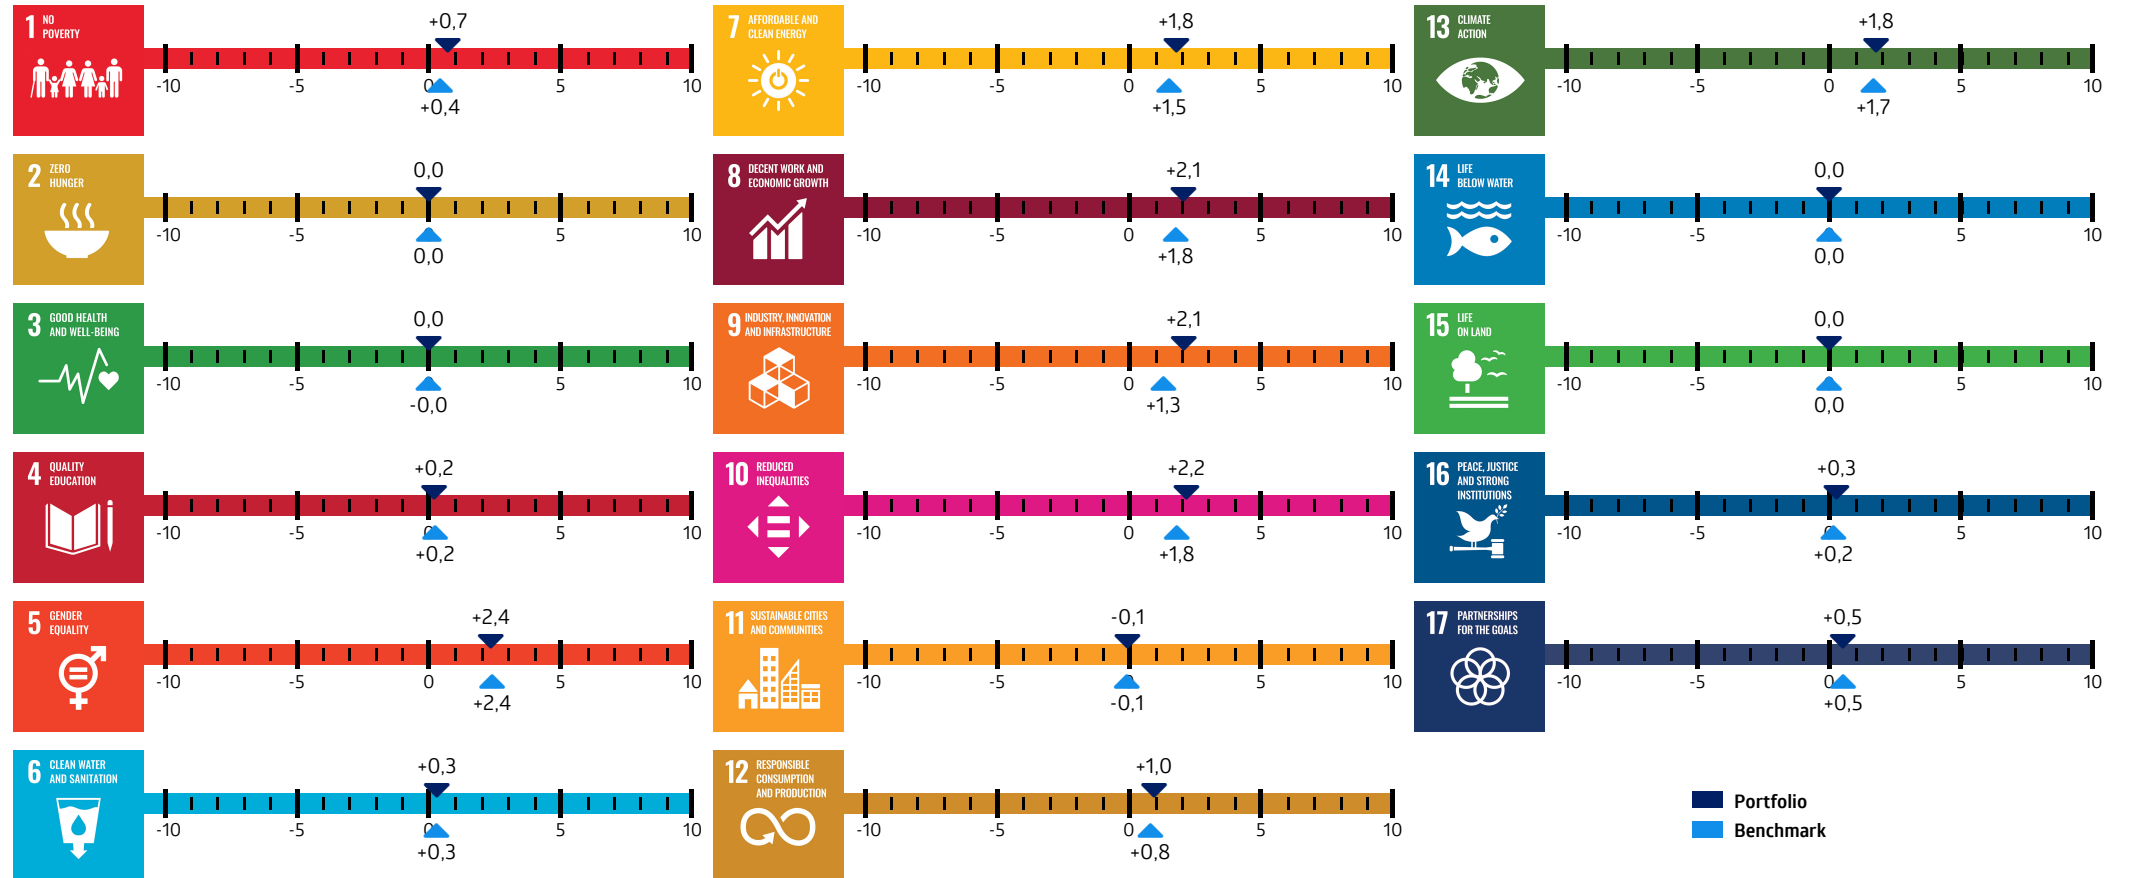 1 NO
POVERTY
+0,7
-10 -5 0 5 10
+0,4
2 ZERO
HUNGER
0,0
-10 -5 0 5 10
0,0
3 GOOD HEALTH
AND WELL-BEING
0,0
-10 -5 0 5 10
-0,0
4 QUALITY
EDUCATION
+0,2
-10 -5 0 5 10
+0,2
5 GENDER
EQUALITY
+2,4
-10 -5 0 5 10
+2,4
6 CLEAN WATER
AND SANITATION
+0,3
-10 -5 0 5 10
+0,3
7 AFFORDABLE AND
CLEAN ENERGY
+1,8
-10 -5 0 5 10
+1,5
8 DECENT WORK AND
ECONOMIC GROWTH
+2,1
-10 -5 0 5 10
+1,8
9 INDUSTRY, INNOVATION
AND INFRASTRUCTURE
+2,1
-10 -5 0 5 10
+1,3
10 REDUCED
INEQUALITIES
+2,2
-10 -5 0 5 10
+1,8
11 SUSTAINABLE CITIES
AND COMMUNITIES
-0,1
-10 -5 0 5 10
-0,1
12 RESPONSIBLE
CONSUMPTION
AND PRODUCTION
+1,0
-10 -5 0 5 10
+0,8
13 CLIMATE
ACTION
+1,8
-10 -5 0 5 10
+1,7
14 LIFE
BELOW WATER
0,0
-10 -5 0 5 10
0,0
15 LIFE
ON LAND
0,0
-10 -5 0 5 10
0,0
16 PEACE, JUSTICE
AND STRONG
INSTITUTIONS
+0,3
-10 -5 0 5 10
+0,2
17 PARTNERSHIPS
FOR THE GOALS
+0,5
-10 -5 0 5 10
+0,5
Portfolio
Benchmark